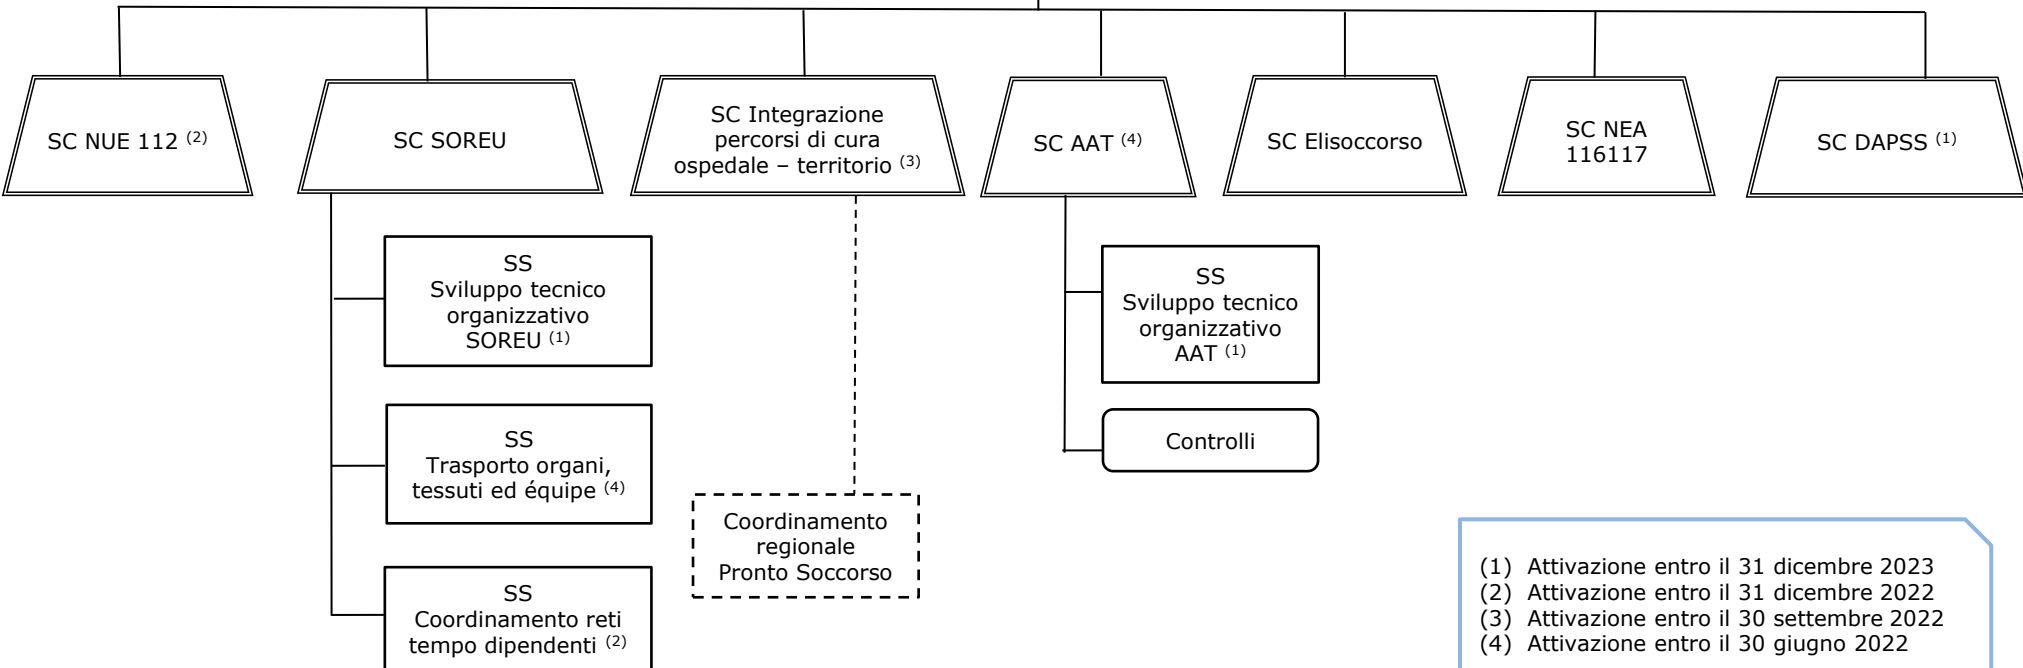 SC NUE 112 (2)
SC SOREU
SC Integrazione
percorsi di cura
ospedale – territorio (3)
SC AAT (4)
SC Elisoccorso
SC NEA
116117
SC DAPSS (1)
SS
Sviluppo tecnico
organizzativo
SOREU (1)
SS
Trasporto organi,
tessuti ed équipe (4)
SS
Coordinamento reti
tempo dipendenti (2)
Coordinamento
regionale
Pronto Soccorso
SS
Sviluppo tecnico
organizzativo
AAT (1)
Controlli
(1) Attivazione entro il 31 dicembre 2023
(2) Attivazione entro il 31 dicembre 2022
(3) Attivazione entro il 30 settembre 2022
(4) Attivazione entro il 30 giugno 2022